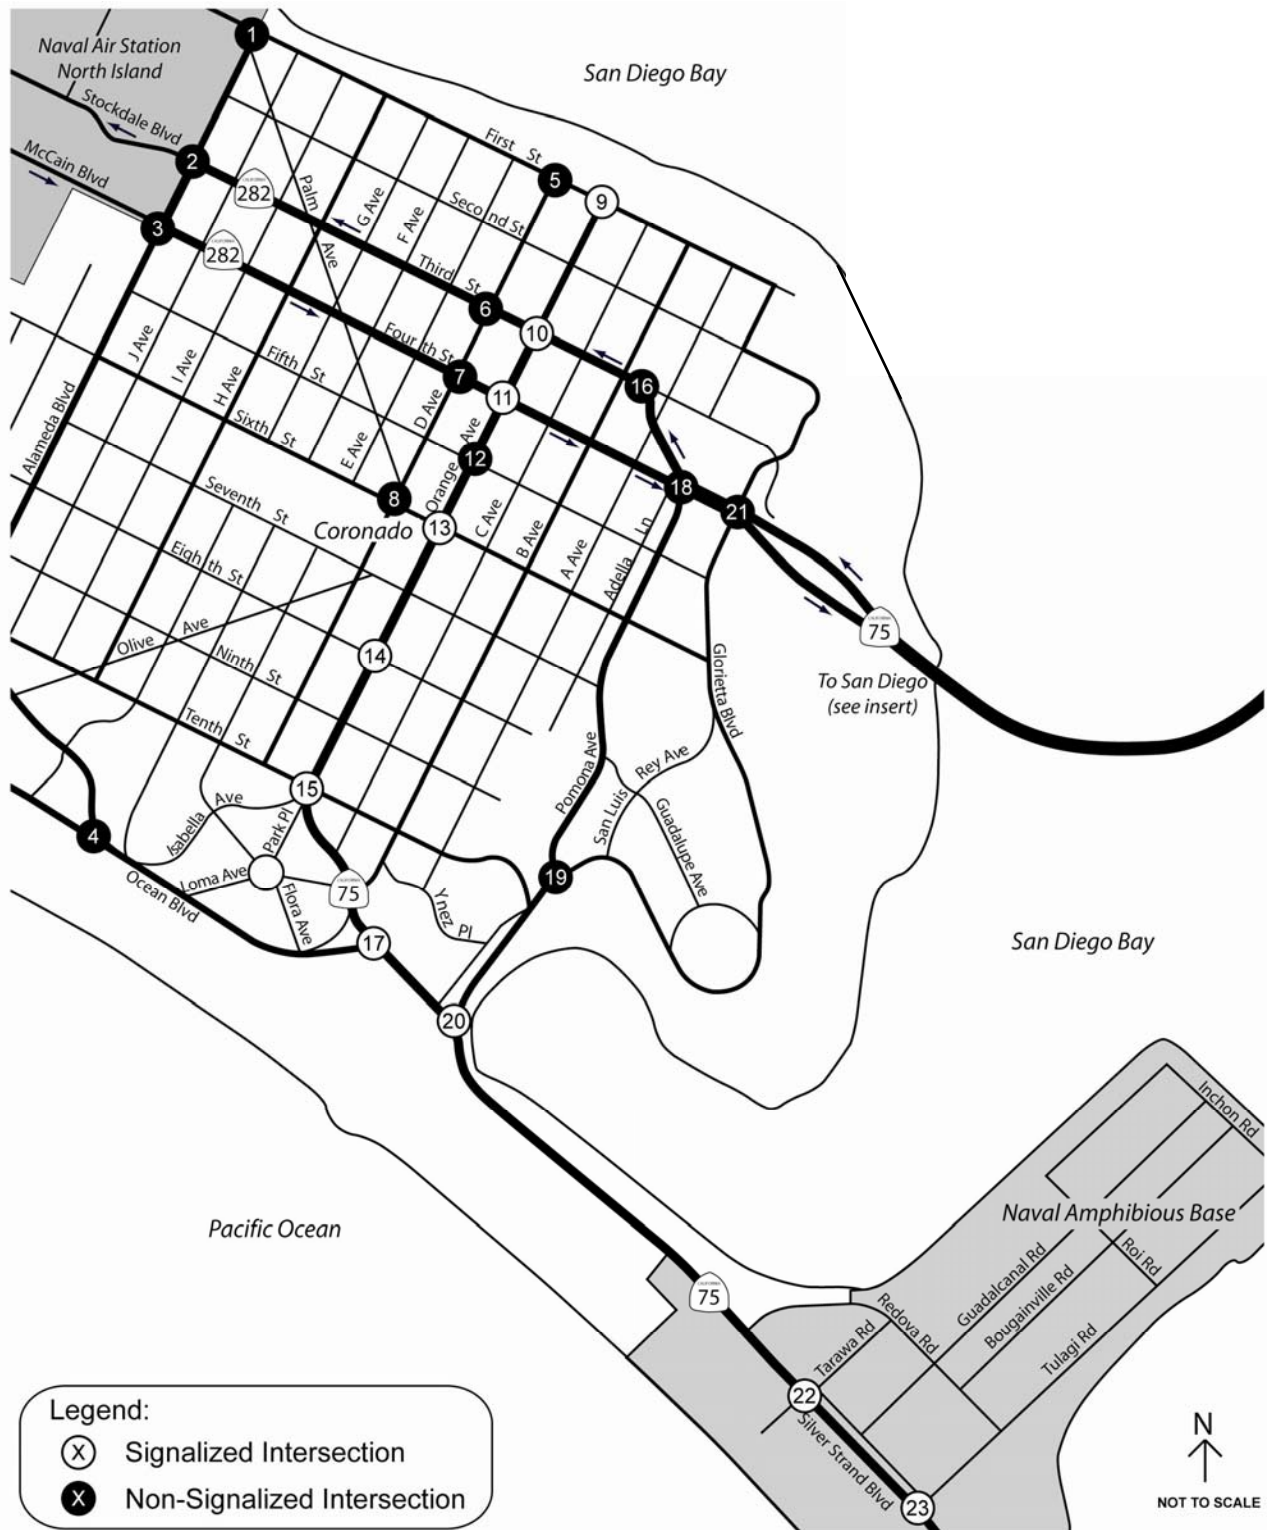 1
Naval Air Station
North Island
San Diego Bay
Stockdale Blvd
McCain Blvd
First St
2
5
9
CALIFORNIA
282
Palm Ave
G Ave
F Ave
Second St
3
CALIFORNIA
282
Third St
6
10
Fourth St
J Ave
I Ave
H Ave
Fifth St
7
11
16
D Ave
Alameda Blvd
Sixth St
E Ave
Orange Ave
12
18
21
8
13
Seventh St
Coronado
C Ave
B Ave
A Ave
Adella Ln
Eighth St
CALIFORNIA
75
Olive Ave
14
Ninth St
Glorietta Blvd
To San Diego
(see insert)
Tenth St
Pomona Ave
San Luis Rey Ave
15
Isabella Ave
Park Pl
Guadalupe Ave
4
Loma Ave
Ocean Blvd
Flora Ave
CALIFORNIA
75
Ynez Pl
19
17
San Diego Bay
20
Inchon Rd
Pacific Ocean
Naval Amphibious Base
Roi Rd
Guadalcanal Rd
Bougainville Rd
CALIFORNIA
75
Redova Rd
Tarawa Rd
Tulagi Rd
22
Silver Strand Blvd
23
Legend:
X Signalized Intersection
X Non-Signalized Intersection
N
NOT TO SCALE